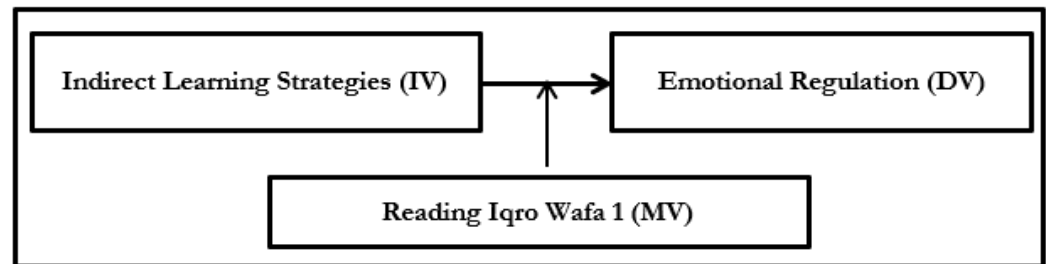 Indirect Learning Strategies (IV)
Emotional Regulation (DV)
Reading Iqro Wafa 1 (MV)